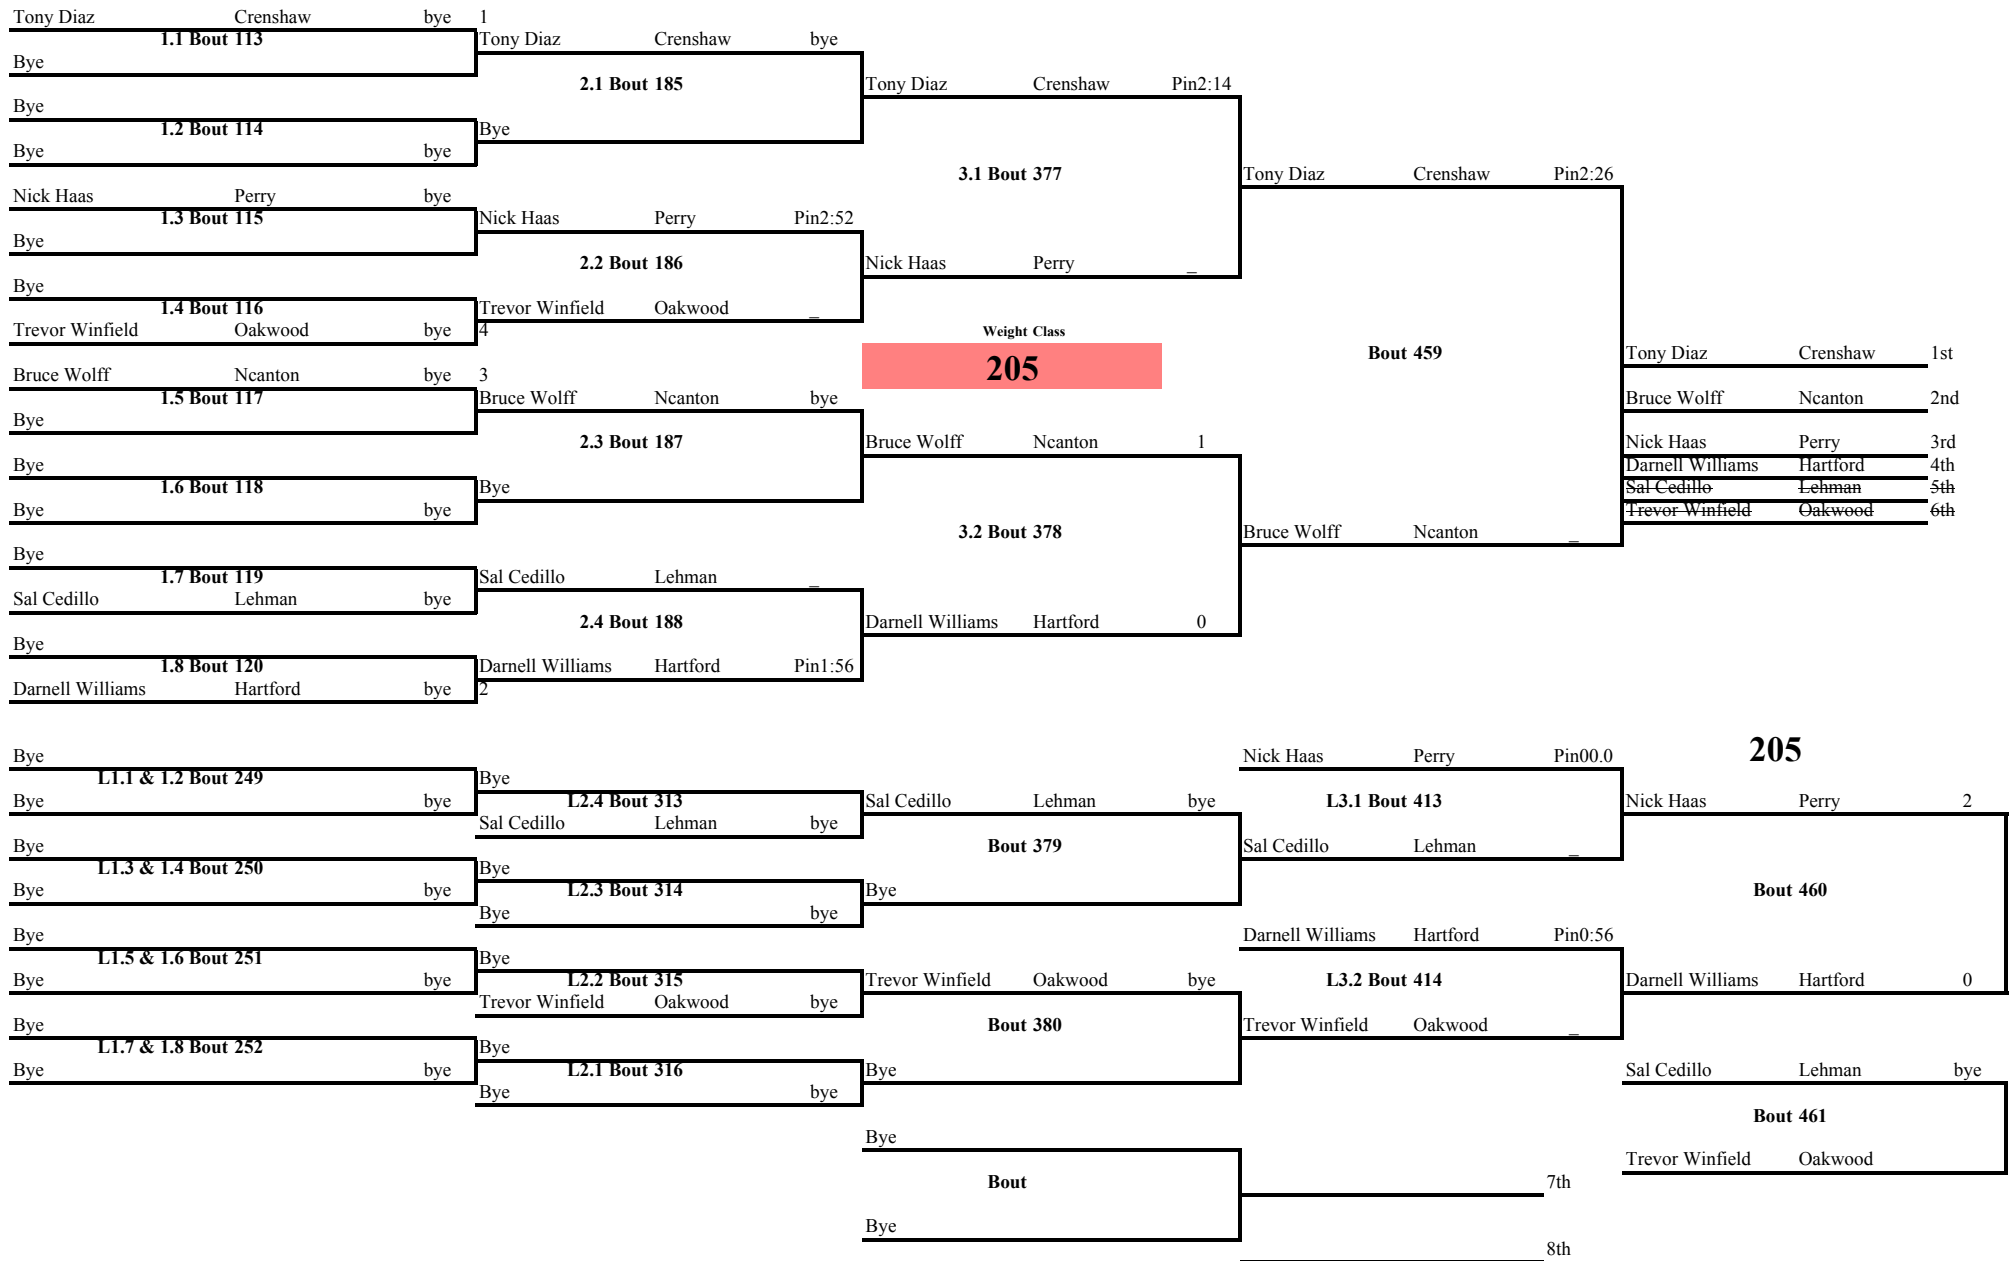 Tony Diaz Crenshaw bye 1
1.1 Bout 113
Tony Diaz Crenshaw bye
Bye
2.1 Bout 185
Tony Diaz Crenshaw Pin2:14
Bye
1.2 Bout 114
Bye
Bye bye
3.1 Bout 377
Tony Diaz Crenshaw Pin2:26
Nick Haas Perry bye
1.3 Bout 115
Nick Haas Perry Pin2:52
Bye
2.2 Bout 186
Nick Haas Perry _
Bye
1.4 Bout 116
Trevor Winfield Oakwood _
Trevor Winfield Oakwood bye 4
Weight Class
205
Bout 459
Tony Diaz Crenshaw 1st
Bruce Wolff Ncanton bye 3
1.5 Bout 117
Bruce Wolff Ncanton bye
Bruce Wolff Ncanton 2nd
Bye
2.3 Bout 187
Bruce Wolff Ncanton 1
Nick Haas Perry 3rd
Bye
Darnell Williams Hartford 4th
1.6 Bout 118
Bye
Sal Cedillo Lehman 5th
Bye bye
Trevor Winfield Oakwood 6th
3.2 Bout 378
Bruce Wolff Ncanton _
Bye
1.7 Bout 119
Sal Cedillo Lehman _
Sal Cedillo Lehman bye
2.4 Bout 188
Darnell Williams Hartford 0
Bye
1.8 Bout 120
Darnell Williams Hartford Pin1:56
Darnell Williams Hartford bye 2
205
Bye
Nick Haas Perry Pin00.0
L1.1 & 1.2 Bout 249
Bye
Bye bye
L2.4 Bout 313
Sal Cedillo Lehman bye
L3.1 Bout 413
Nick Haas Perry 2
Sal Cedillo Lehman bye
Bye
Bout 379
Sal Cedillo Lehman _
L1.3 & 1.4 Bout 250
Bye
Bye bye
L2.3 Bout 314
Bye
Bout 460
Bye bye
Bye
Darnell Williams Hartford Pin0:56
L1.5 & 1.6 Bout 251
Bye
Bye bye
L2.2 Bout 315
Trevor Winfield Oakwood bye
L3.2 Bout 414
Darnell Williams Hartford 0
Trevor Winfield Oakwood bye
Bye
Bout 380
Trevor Winfield Oakwood _
L1.7 & 1.8 Bout 252
Bye
Bye bye
L2.1 Bout 316
Bye
Sal Cedillo Lehman bye
Bye bye
Bout 461
Bye
Trevor Winfield Oakwood
Bout
7th
Bye
8th